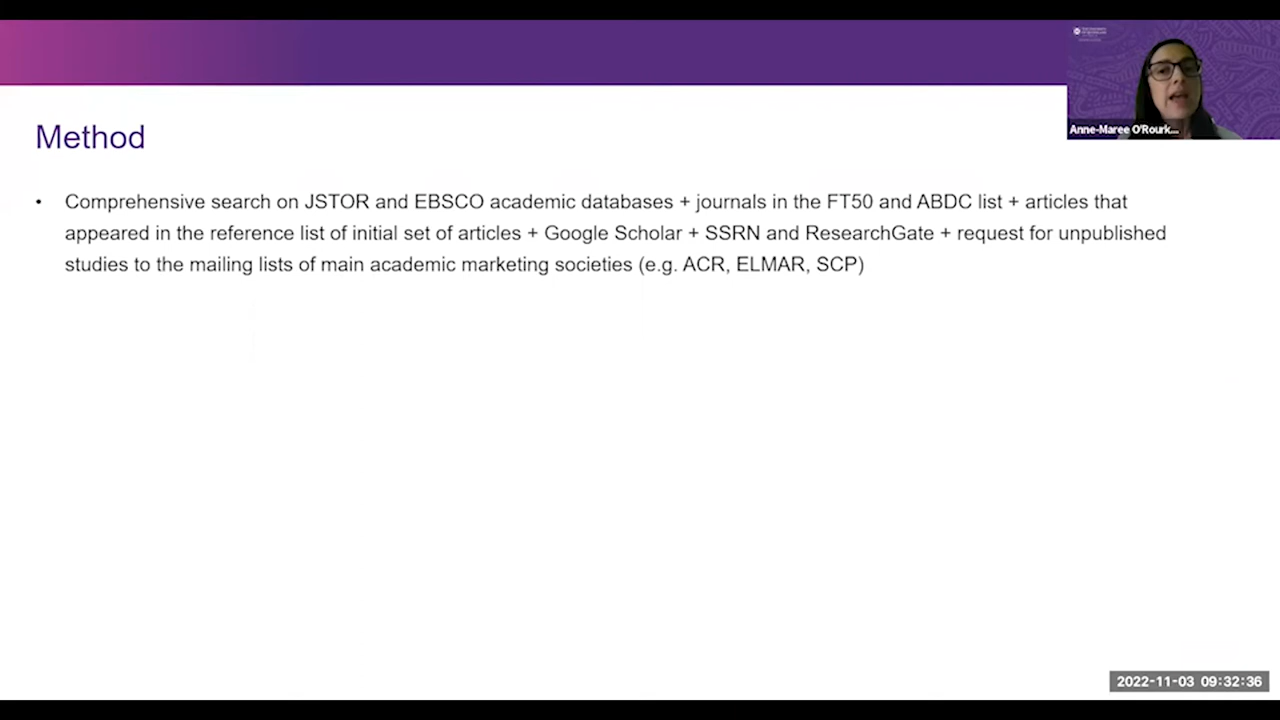 Method
• Comprehensive search on JSTOR and EBSCO academic databases + journals in the FT50 and ABDC list + articles that
appeared in the reference list of initial set of articles + Google Scholar + SSRN and ResearchGate + request for unpublished
studies to the mailing lists of main academic marketing societies (e.g. ACR, ELMAR, SCP)
Anne-Maree O'Rourk...
2022-11-03 09:32:36